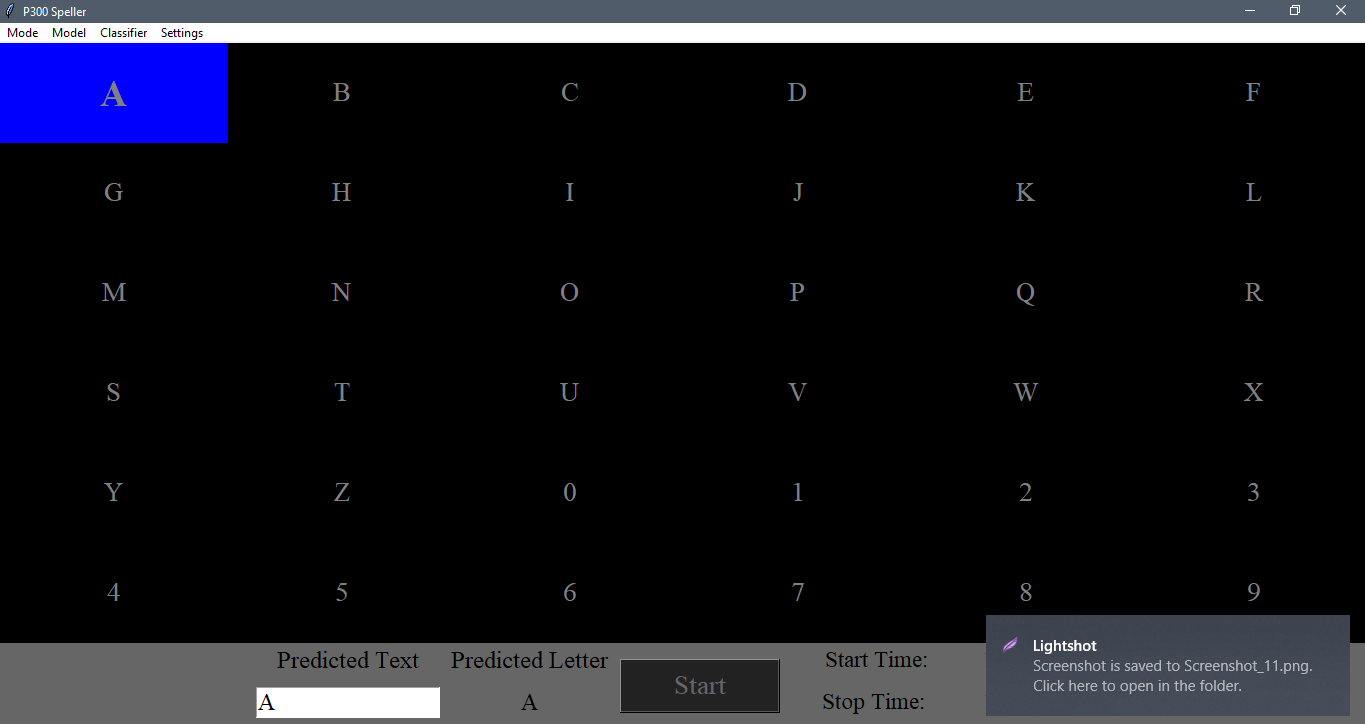 P300 Speller
Mode Model Classifier Settings
A B C D E F
G H I J K L
M N O P Q R
S T U V W X
Y Z 0 1 2 3
4 5 6 7 8 9
Predicted Text Predicted Letter Start Start Time:
A A Stop Time:
Lightshot
Screenshot is saved to Screenshot_11.png.
Click here to open in the folder.